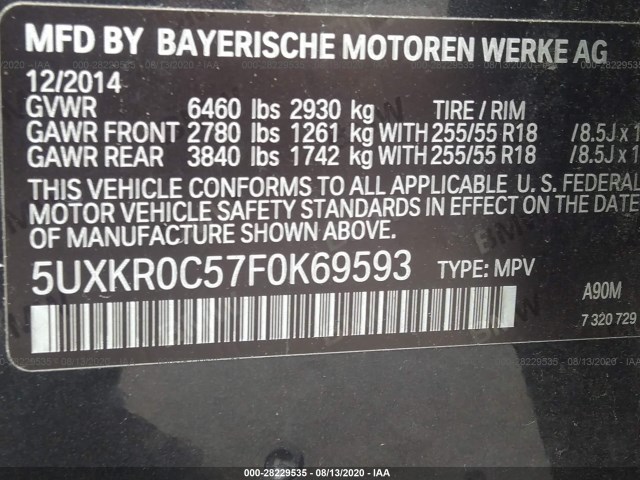 MFD BY BAYERISCHE MOTOREN WERKE AG
12/2014
GVWR 6460 lbs 2930 kg TIRE / RIM
GAWR FRONT 2780 lbs 1261 kg WITH 255/55 R18 /8.5J x 1
GAWR REAR 3840 lbs 1742 kg WITH 255/55 R18 /8.5J x 1
THIS VEHICLE CONFORMS TO ALL APPLICABLE U. S. FEDERAL
MOTOR VEHICLE SAFETY STANDARDS IN EFFECT ON THE DATE
OF MANUFACTURE SHOWN ABOVE.
5UXKR0C57F0K69593 TYPE: MPV
A90M
7 320 729
000-28229535 - 08/13/2020 - IAA